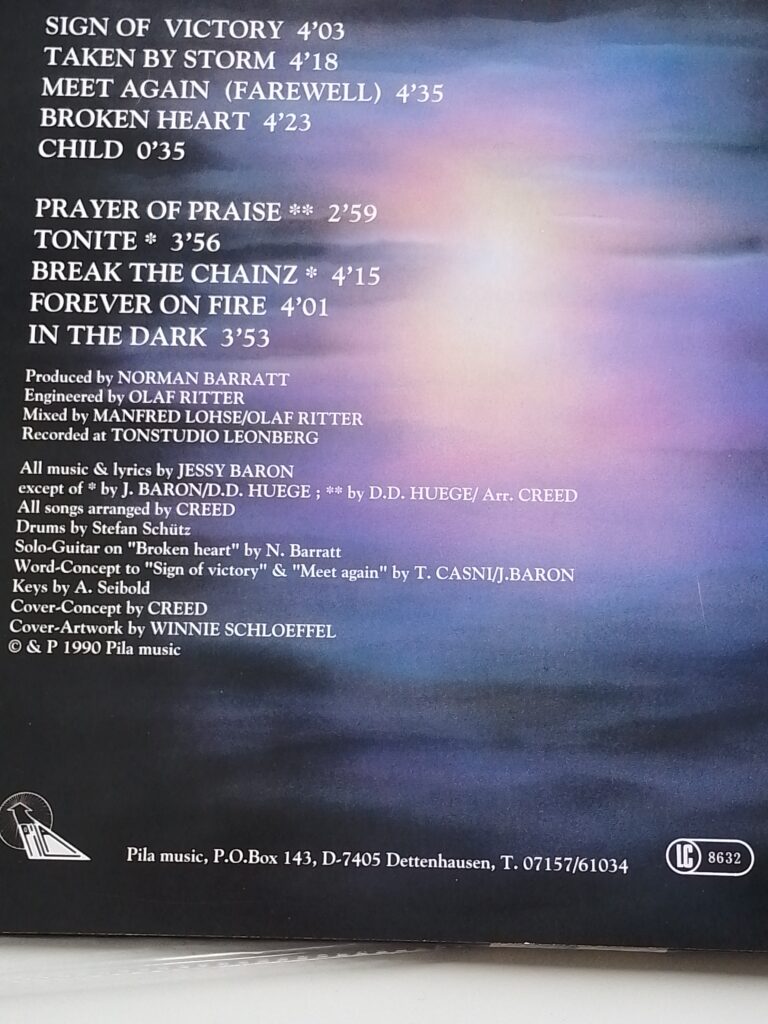 SIGN OF VICTORY 4'03
TAKEN BY STORM 4'18
MEET AGAIN (FAREWELL) 4'35
BROKEN HEART 4'23
CHILD 0'35
PRAYER OF PRAISE ** 2'59
TONITE * 3'56
BREAK THE CHAINZ * 4'15
FOREVER ON FIRE 4'01
IN THE DARK 3'53
Produced by NORMAN BARRATT
Engineered by OLAF RITTER
Mixed by MANFRED LOHSE/OLAF RITTER
Recorded at TONSTUDIO LEONBERG
All music & lyrics by JESSY BARON
except of * by J. BARON/D.D. HUEGE ; ** by D.D. HUEGE/ Arr. CREED
All songs arranged by CREED
Drums by Stefan Schütz
Solo-Guitar on "Broken heart" by N. Barratt
Word-Concept to "Sign of victory" & "Meet again" by T. CASNI/J.BARON
Keys by A. Seibold
Cover-Concept by CREED
Cover-Artwork by WINNIE SCHLOEFFEL
© & P 1990 Pila music
Pila music, P.O.Box 143, D-7405 Dettenhausen, T. 07157/61034
LC 8632